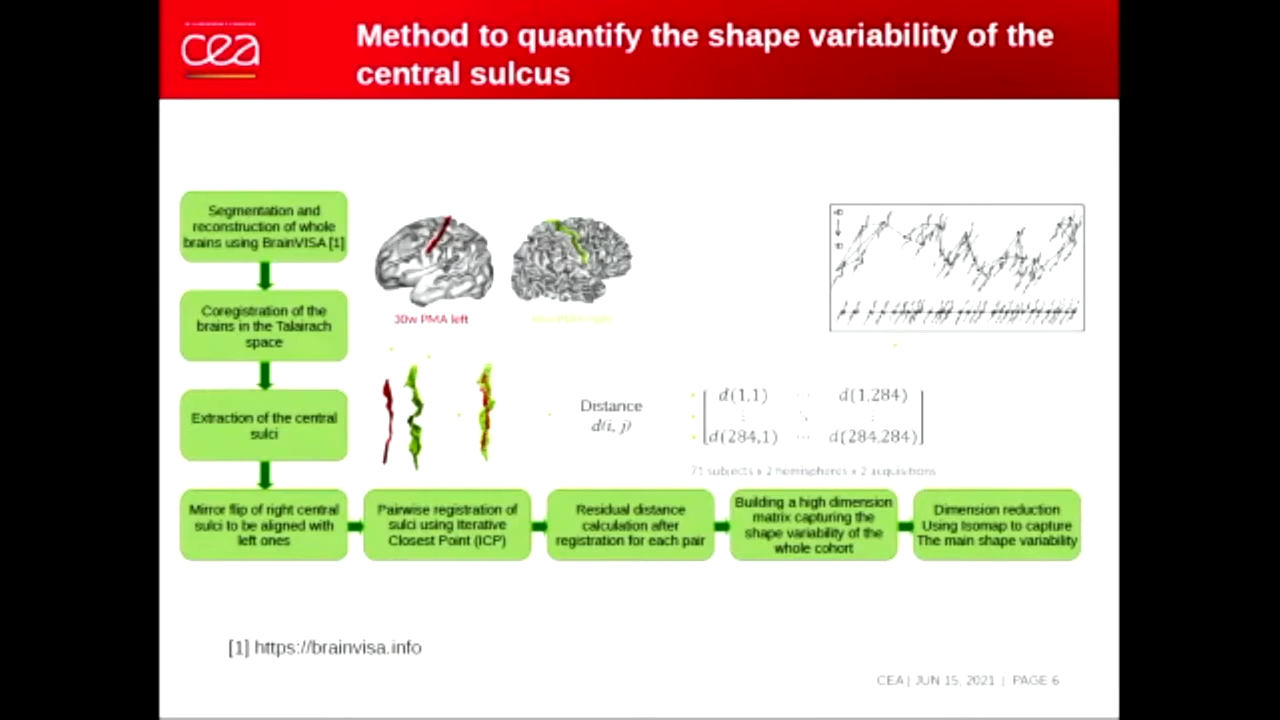 cea
Method to quantify the shape variability of the
central sulcus
Segmentation and
reconstruction of whole
brains using BrainVISA [1]
Coregistration of the
brains in the Talairach
space
Extraction of the central
sulci
Mirror flip of right central
sulci to be aligned with
left ones
30w PMA left
Distance
d(i, j)
d(1,1) ... d(1,284)
d(284,1) ... d(284,284)
71 subjects x 2 hemispheres x 2 acquisitions
Pairwise registration of
sulci using Iterative
Closest Point (ICP)
Residual distance
calculation after
registration for each pair
Building a high dimension
matrix capturing the
shape variability of the
whole cohort
Dimension reduction
Using Isomap to capture
The main shape variability
[1] https://brainvisa.info
CEA | JUN 15, 2021 | PAGE 6